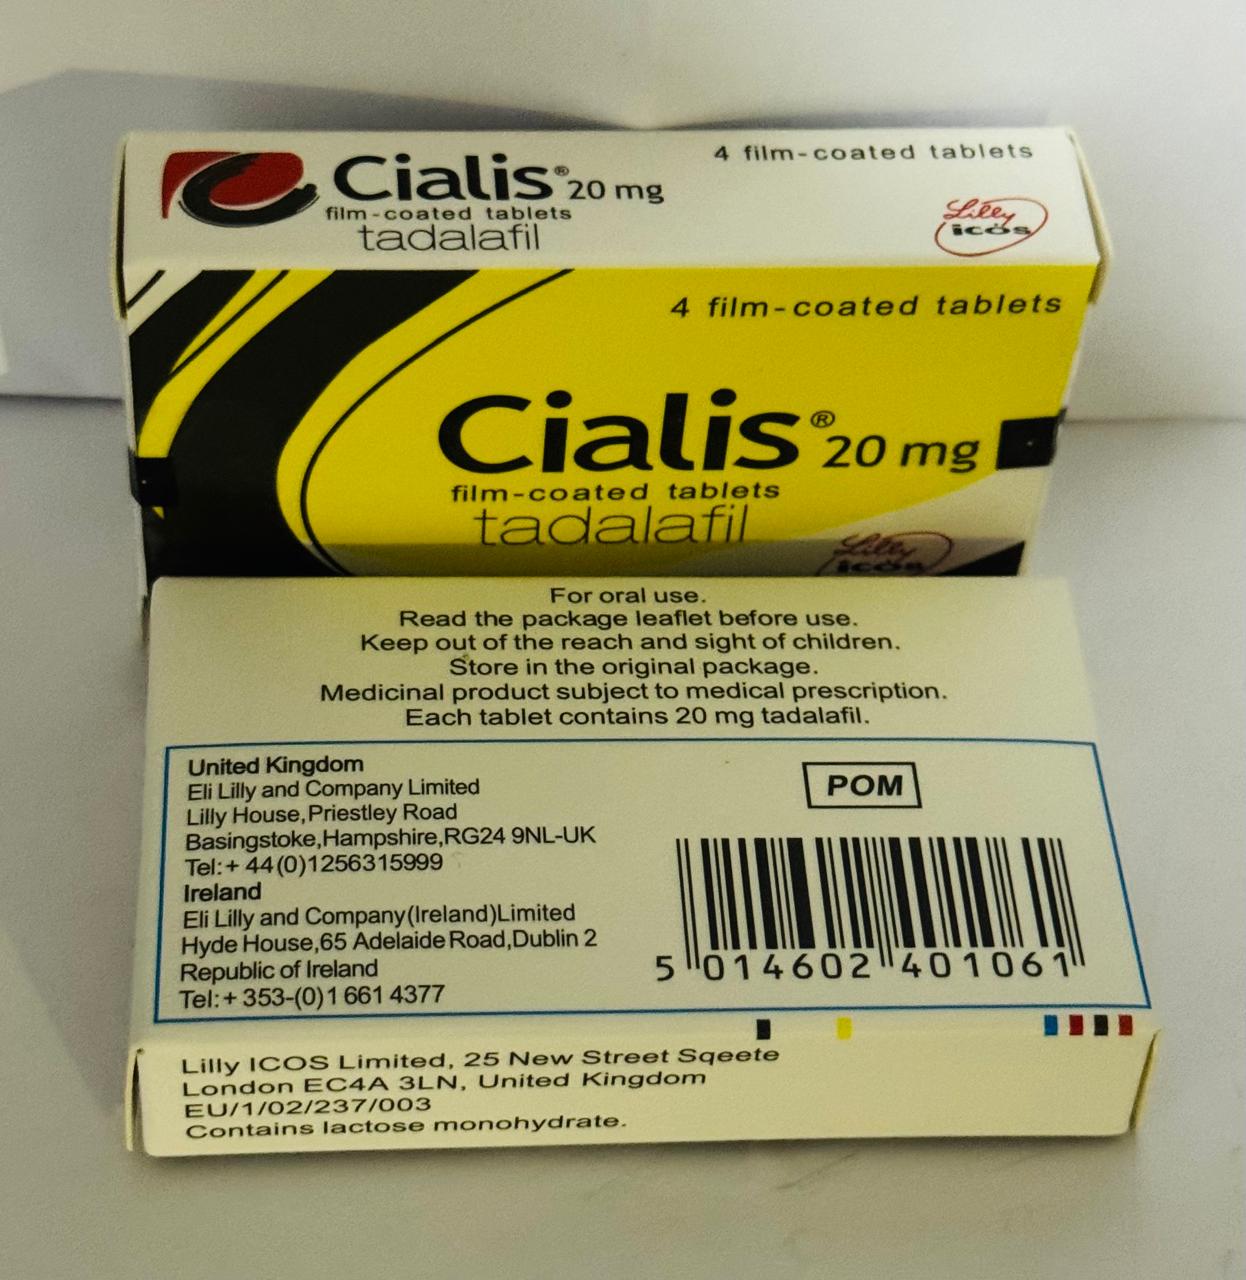 Cialis® 20 mg
film-coated tablets
tadalafil
4 film-coated tablets
Lilly
icos
4 film-coated tablets
Cialis® 20 mg
film-coated tablets
tadalafil
Lilly
icos
For oral use.
Read the package leaflet before use.
Keep out of the reach and sight of children.
Store in the original package.
Medicinal product subject to medical prescription.
Each tablet contains 20 mg tadalafil.
United Kingdom
Eli Lilly and Company Limited
Lilly House,Priestley Road
Basingstoke,Hampshire,RG24 9NL-UK
Tel:+ 44(0)1256315999
Ireland
Eli Lilly and Company(Ireland)Limited
Hyde House,65 Adelaide Road,Dublin 2
Republic of Ireland
Tel:+ 353-(0)1 661 4377
POM
5 014602 401061
Lilly ICOS Limited, 25 New Street Sqeete
London EC4A 3LN, United Kingdom
EU/1/02/237/003
Contains lactose monohydrate.